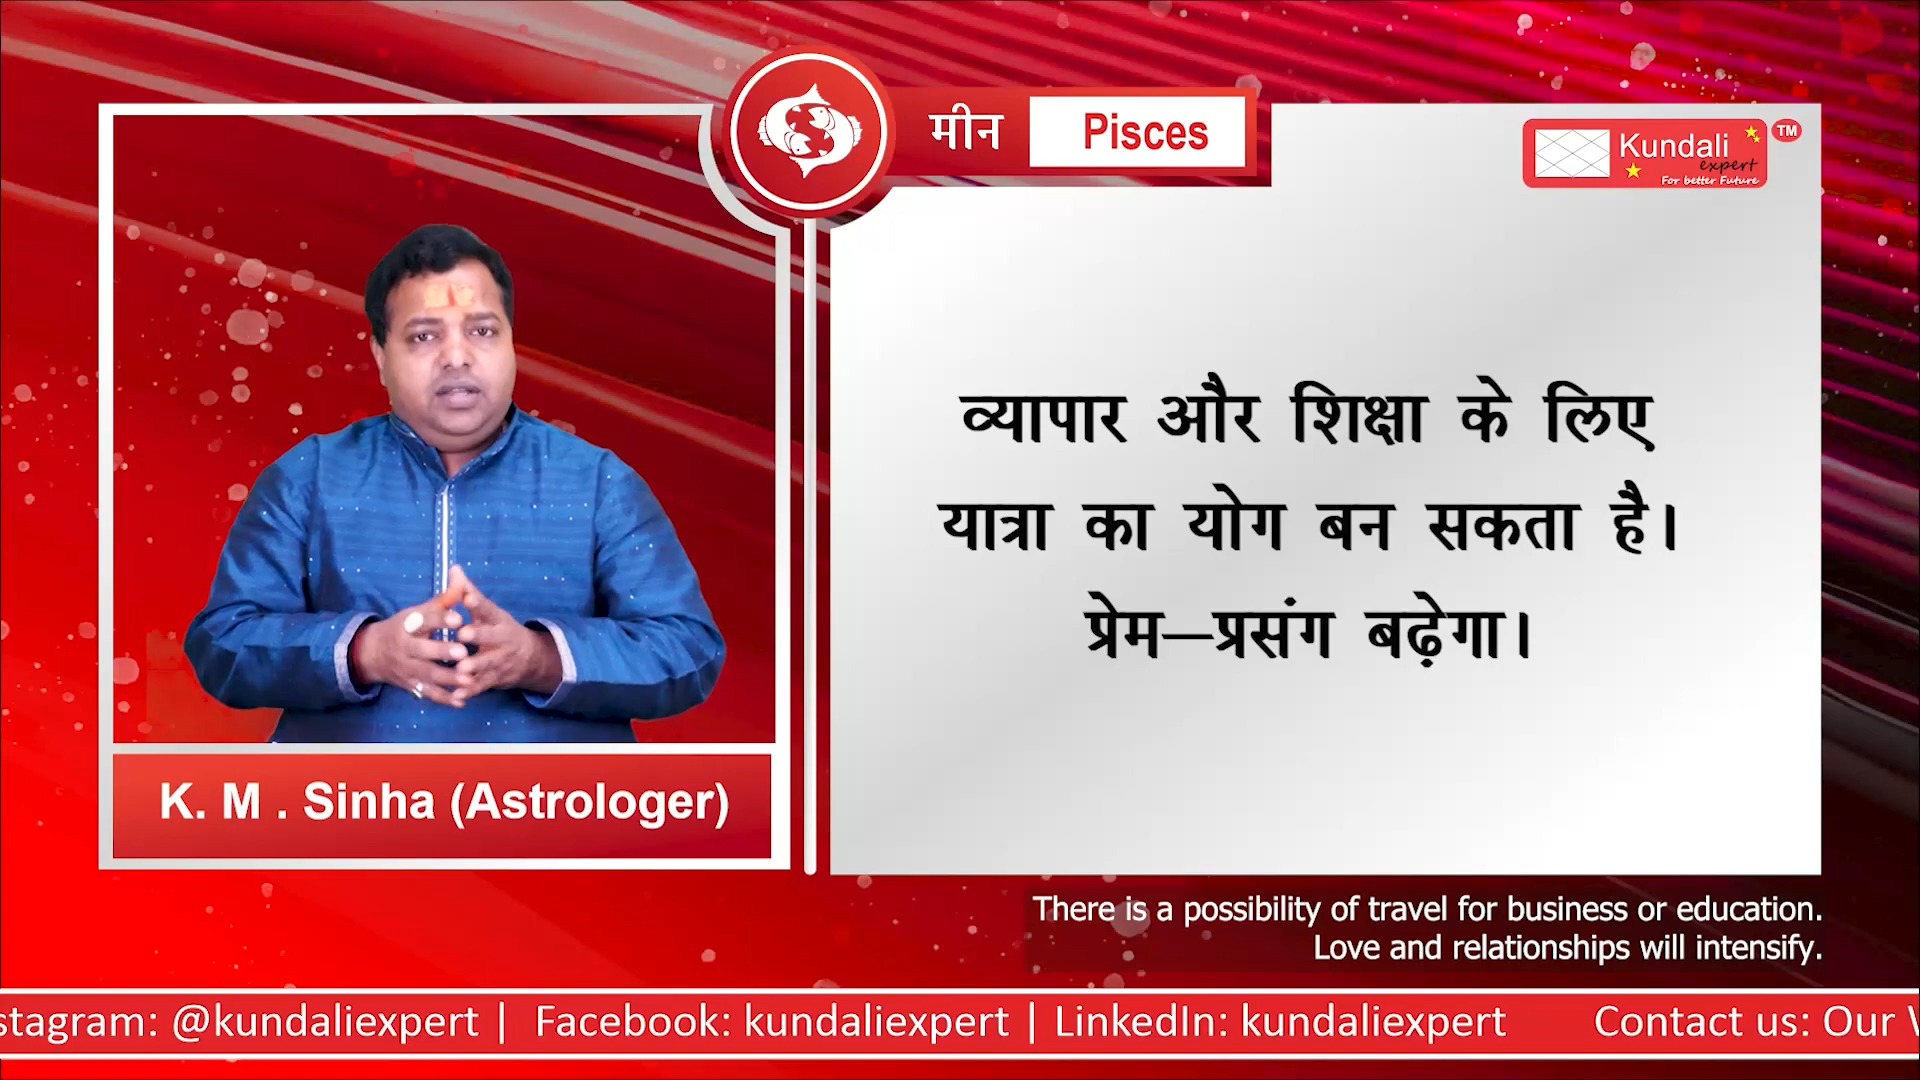 मीन
Pisces
Kundali
expert
For better Future
TM
व्यापार और शिक्षा के लिए
यात्रा का योग बन सकता है।
प्रेम–प्रसंग बढ़ेगा।
K. M . Sinha (Astrologer)
There is a possibility of travel for business or education.
Love and relationships will intensify.
stagram: @kundaliexpert | Facebook: kundaliexpert | LinkedIn: kundaliexpert Contact us: Our